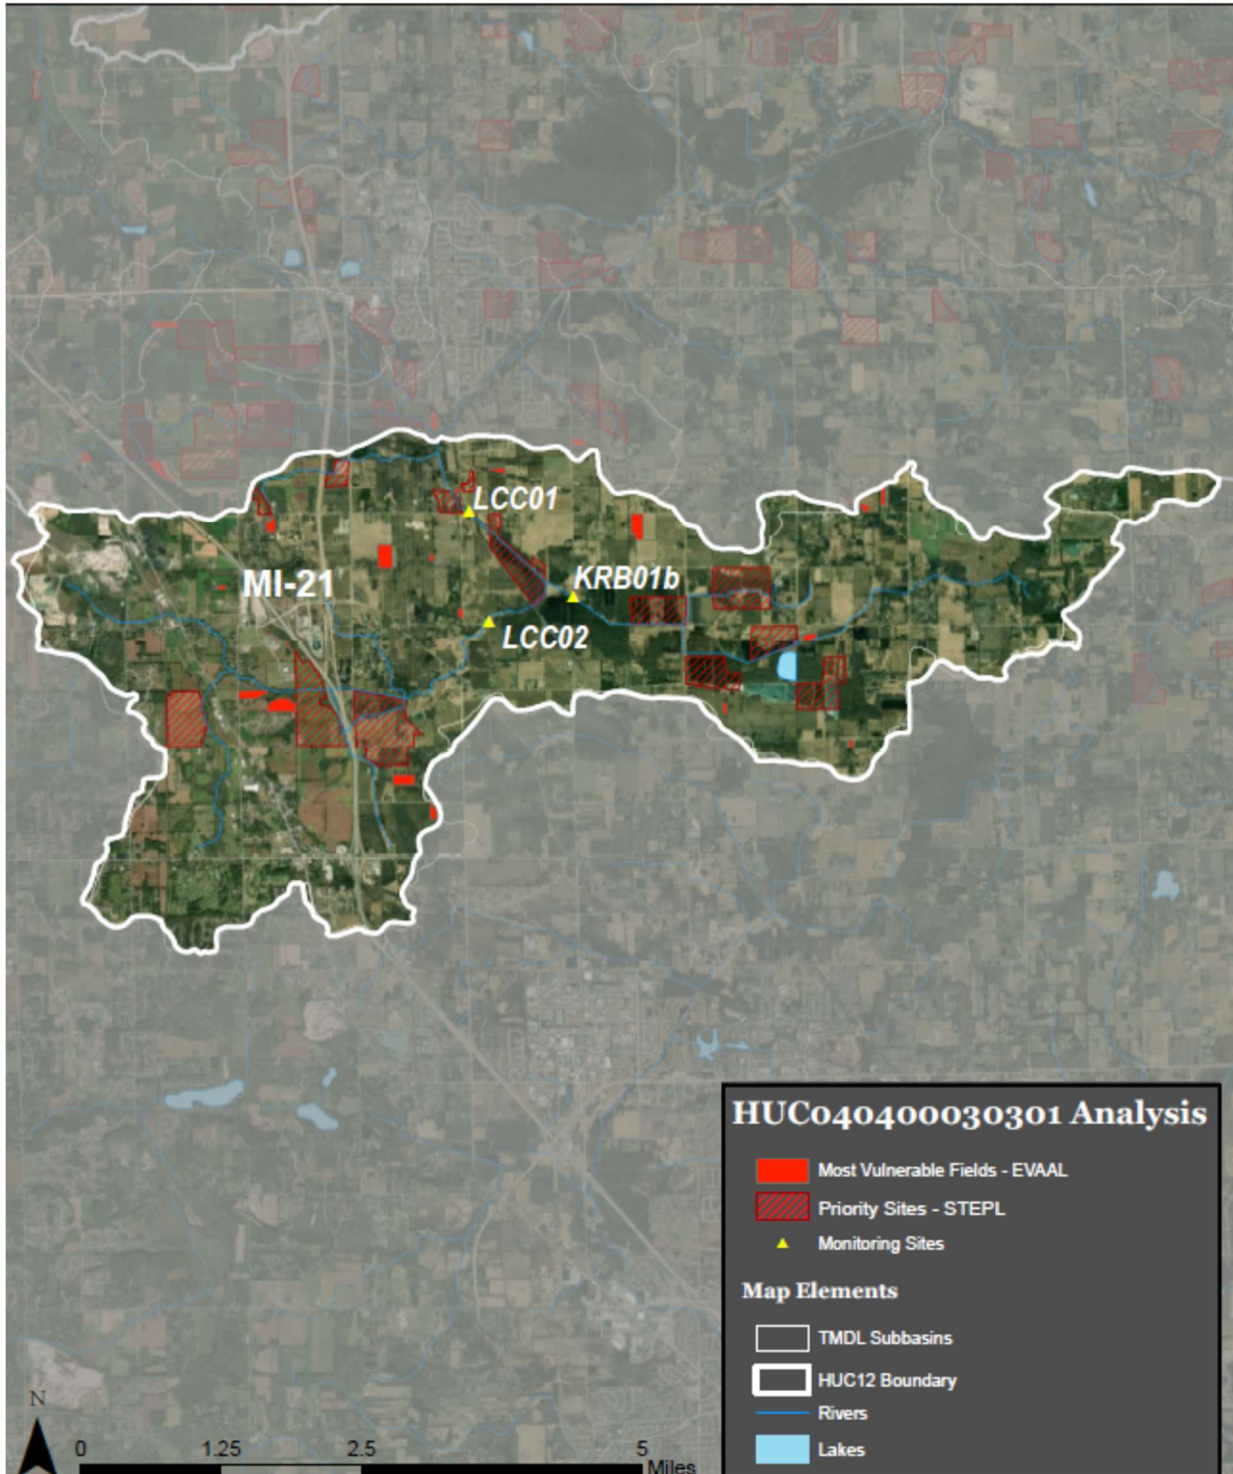 LCC01
MI-21
KRB01b
LCC02
HUC040400030301 Analysis
Most Vulnerable Fields - EVAAL
Priority Sites - STEPL
Monitoring Sites
Map Elements
TMDL Subbasins
HUC12 Boundary
Rivers
Lakes
N
0 1.25 2.5 5
Miles